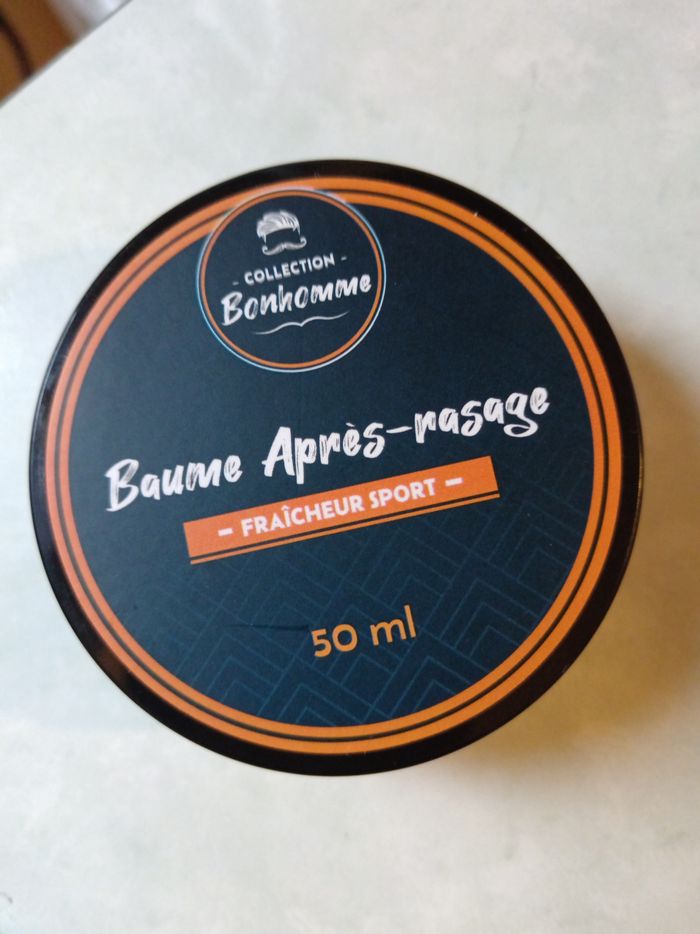 - COLLECTION -
Bonhomme
Baume Après-rasage
- FRAÎCHEUR SPORT -
50 ml